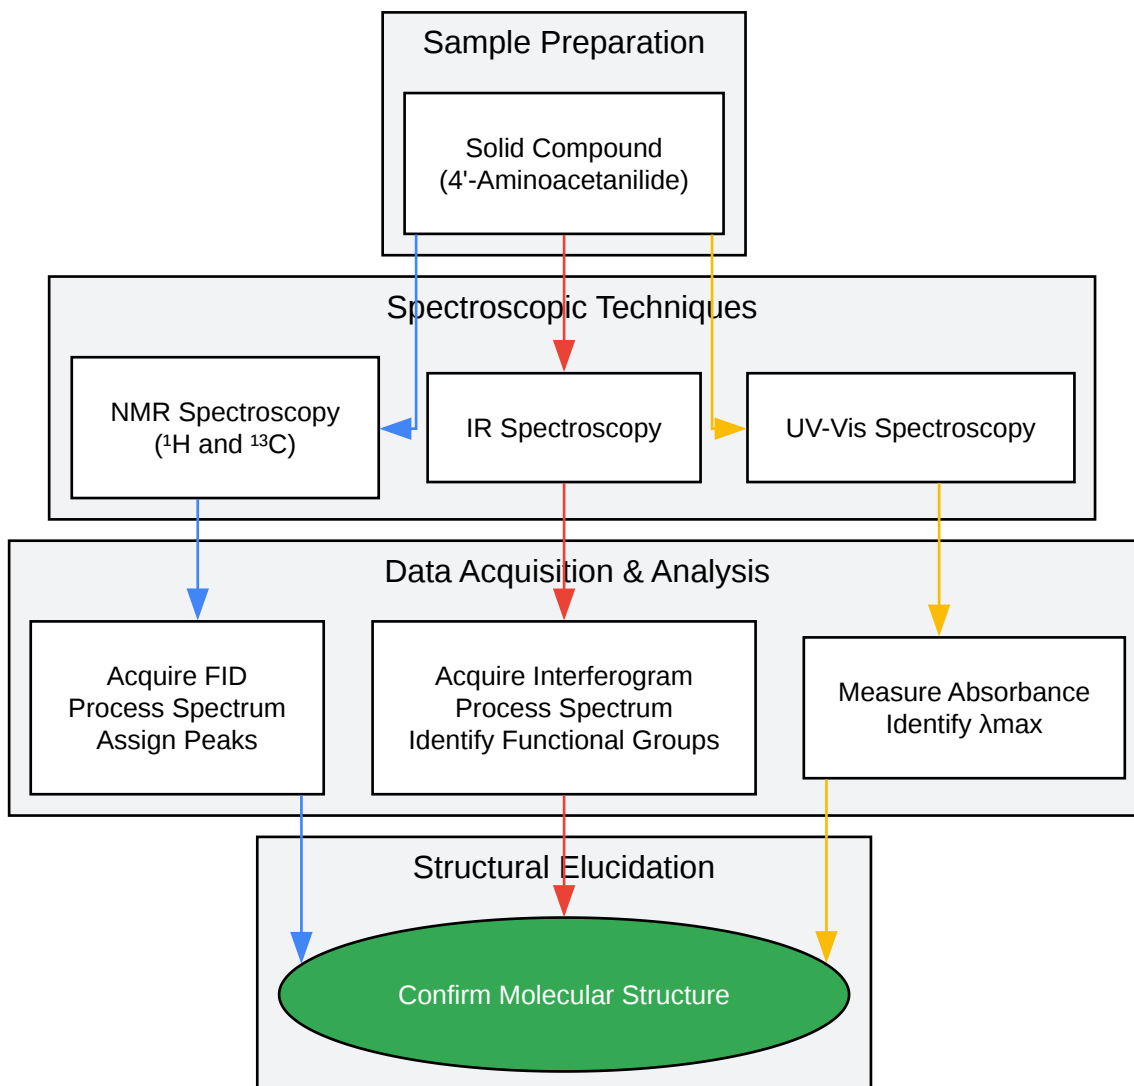 Sample Preparation
Solid Compound
(4'-Aminoacetanilide)
Spectroscopic Techniques
NMR Spectroscopy
(¹H and ¹³C)
IR Spectroscopy
UV-Vis Spectroscopy
Data Acquisition & Analysis
Acquire FID
Process Spectrum
Assign Peaks
Acquire Interferogram
Process Spectrum
Identify Functional Groups
Measure Absorbance
Identify λmax
Structural Elucidation
Confirm Molecular Structure